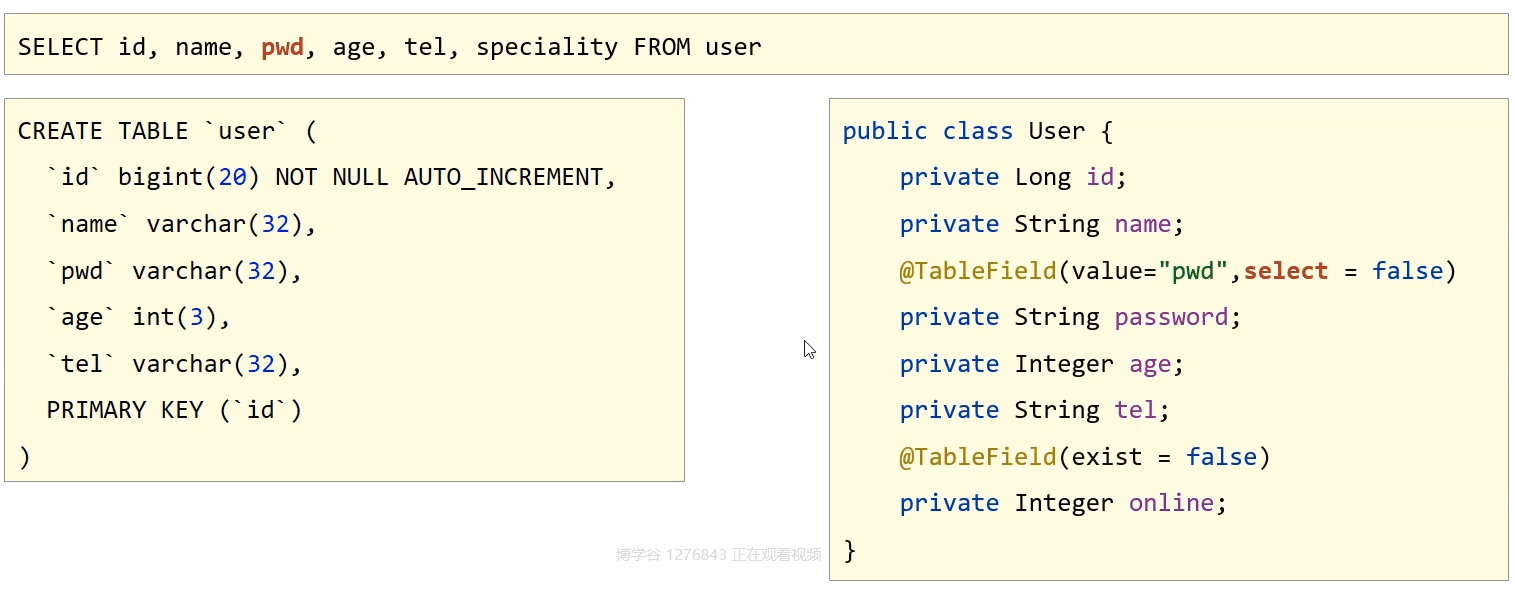 SELECT id, name, pwd, age, tel, speciality FROM user
CREATE TABLE `user` (
`id` bigint(20) NOT NULL AUTO_INCREMENT,
`name` varchar(32),
`pwd` varchar(32),
`age` int(3),
`tel` varchar(32),
PRIMARY KEY (`id`)
)
public class User {
private Long id;
private String name;
@TableField(value="pwd",select = false)
private String password;
private Integer age;
private String tel;
@TableField(exist = false)
private Integer online;
}
博学谷 1276843 正在观看视频